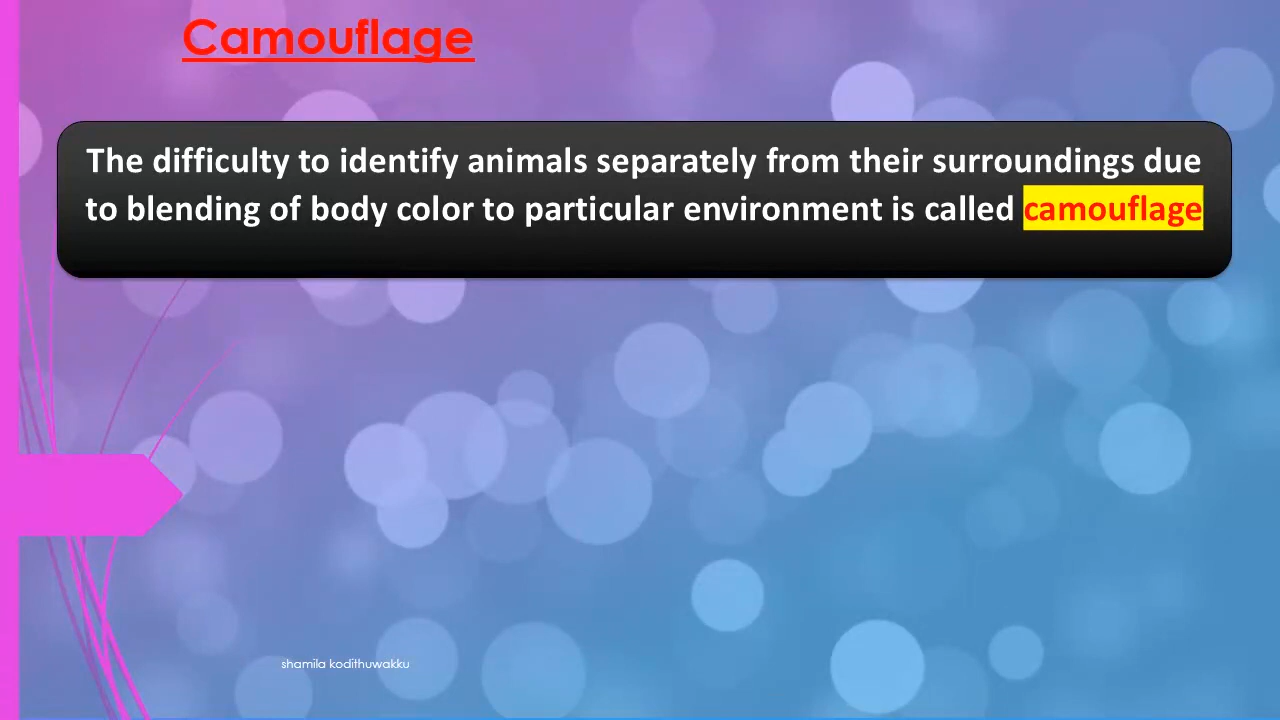 Camouflage
The difficulty to identify animals separately from their surroundings due
to blending of body color to particular environment is called camouflage
shamila kodithuwakku